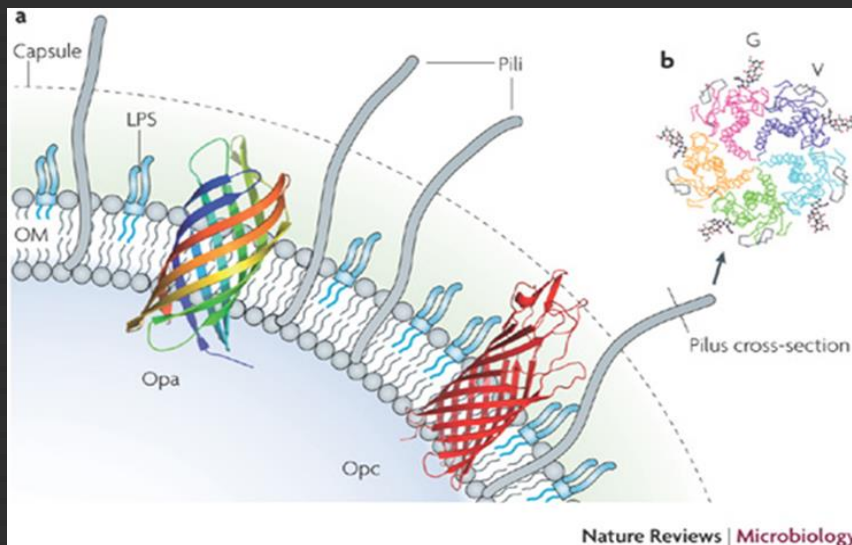 a
Capsule
LPS
OM
Opa
Opc
Pili
b
G
V
Pilus cross-section
Nature Reviews | Microbiology